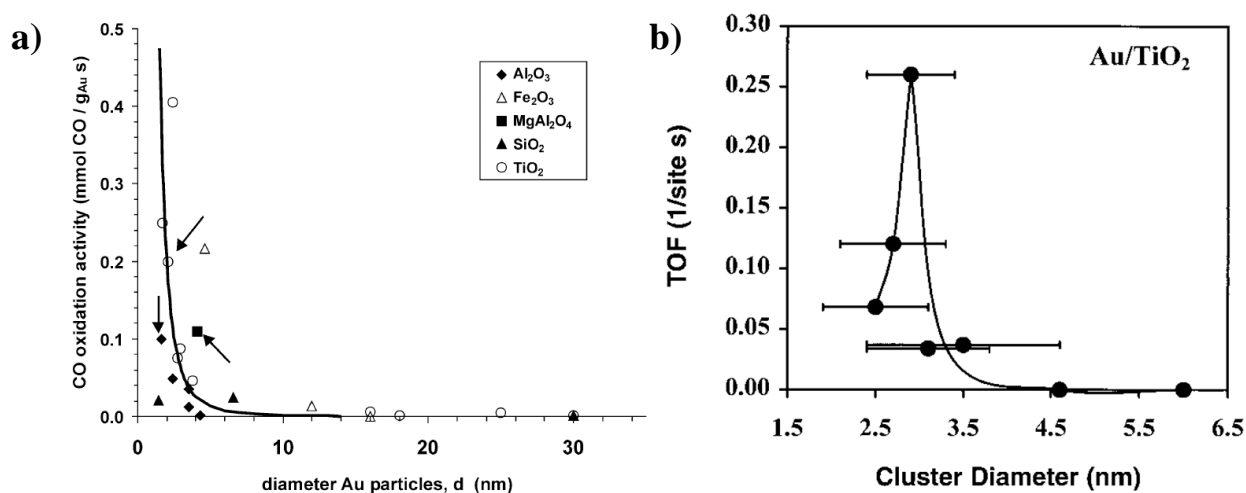 a)
CO oxidation activity (mmol CO / gAu s)
0.5
0.4
0.3
0.2
0.1
0.0
0
10
20
30
diameter Au particles, d (nm)
Al₂O₃
Fe₂O₃
MgAl₂O₄
SiO₂
TiO₂
b)
Au/TiO₂
TOF (1/site s)
0.30
0.25
0.20
0.15
0.10
0.05
0.00
1.5
2.5
3.5
4.5
5.5
6.5
Cluster Diameter (nm)